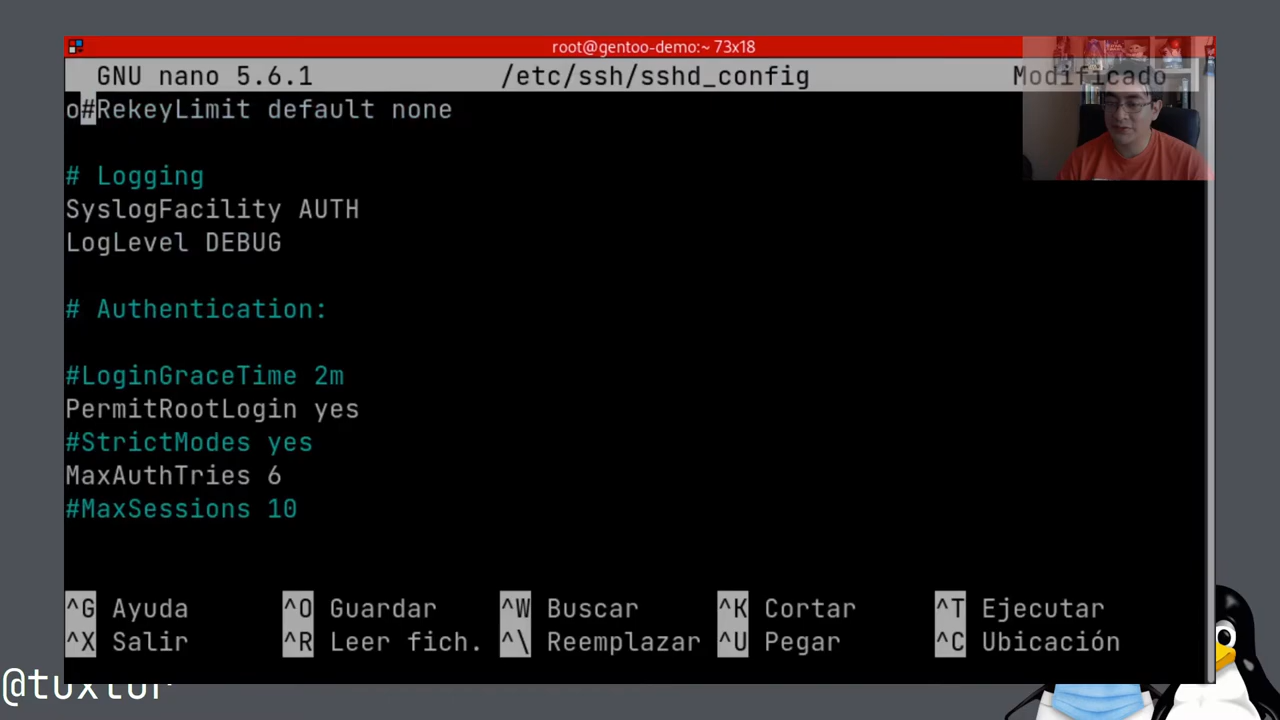 root@gentoo-demo:~ 73x18
GNU nano 5.6.1 /etc/ssh/sshd_config Modificado
o#RekeyLimit default none
# Logging
SyslogFacility AUTH
LogLevel DEBUG
# Authentication:
#LoginGraceTime 2m
PermitRootLogin yes
#StrictModes yes
MaxAuthTries 6
#MaxSessions 10
^G Ayuda ^O Guardar ^W Buscar ^K Cortar ^T Ejecutar
^X Salir ^R Leer fich. ^\ Reemplazar ^U Pegar ^C Ubicación